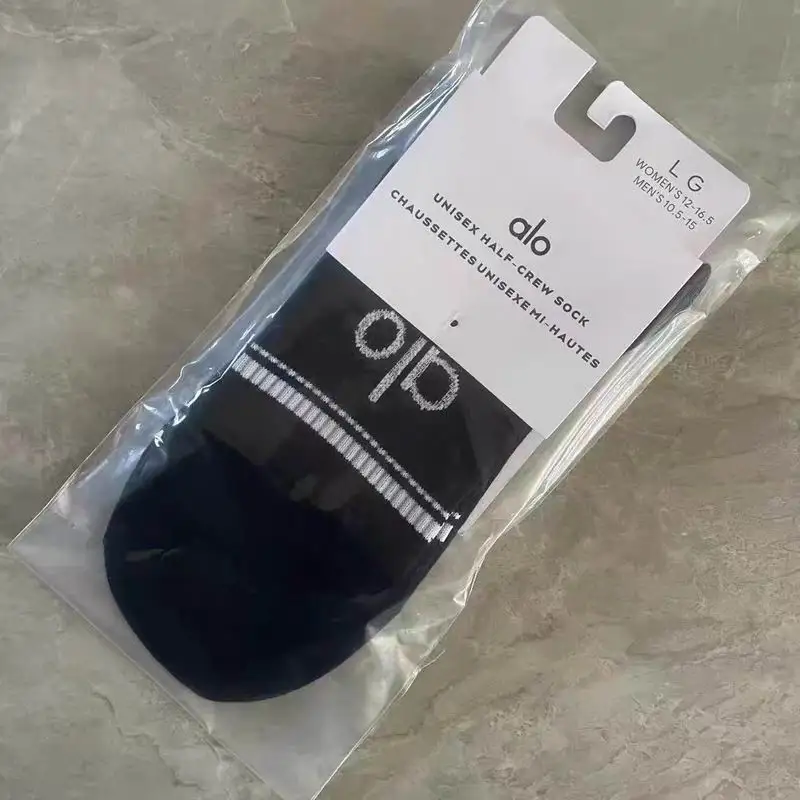 L G
WOMEN'S 12-16.5
MEN'S 10.5-15
alo
UNISEX HALF-CREW SOCK
CHAUSSETTES UNISEXE MI-HAUTES
alo